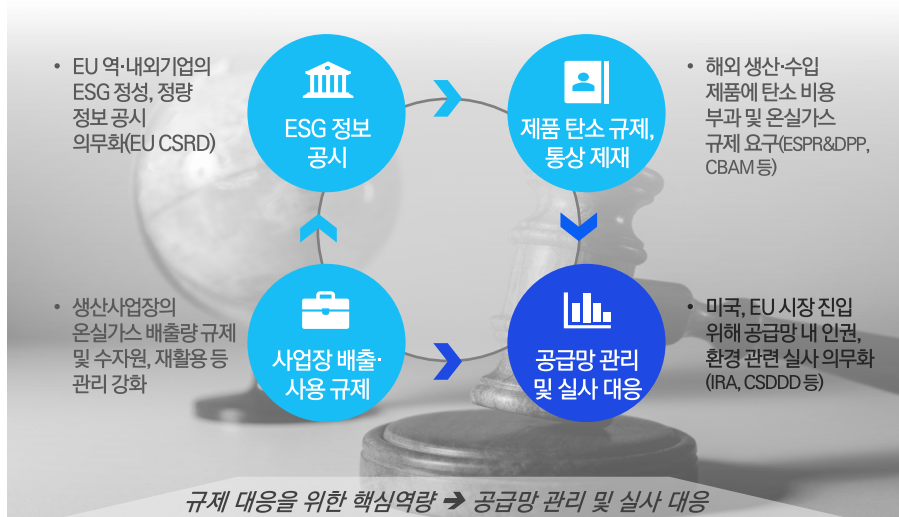 • EU 역·내외기업의
ESG 정성, 정량
정보 공시
의무화(EU CSRD)
ESG 정보
공시
제품 탄소 규제,
통상 제재
• 해외 생산·수입
제품에 탄소 비용
부과 및 온실가스
규제 요구(ESPR&DPP,
CBAM 등)
• 생산사업장의
온실가스 배출량 규제
및 수자원, 재활용 등
관리 강화
사업장 배출·
사용 규제
공급망 관리
및 실사 대응
• 미국, EU 시장 진입
위해 공급망 내 인권,
환경 관련 실사 의무화
(IRA, CSDDD 등)
규제 대응을 위한 핵심역량 ➔ 공급망 관리 및 실사 대응